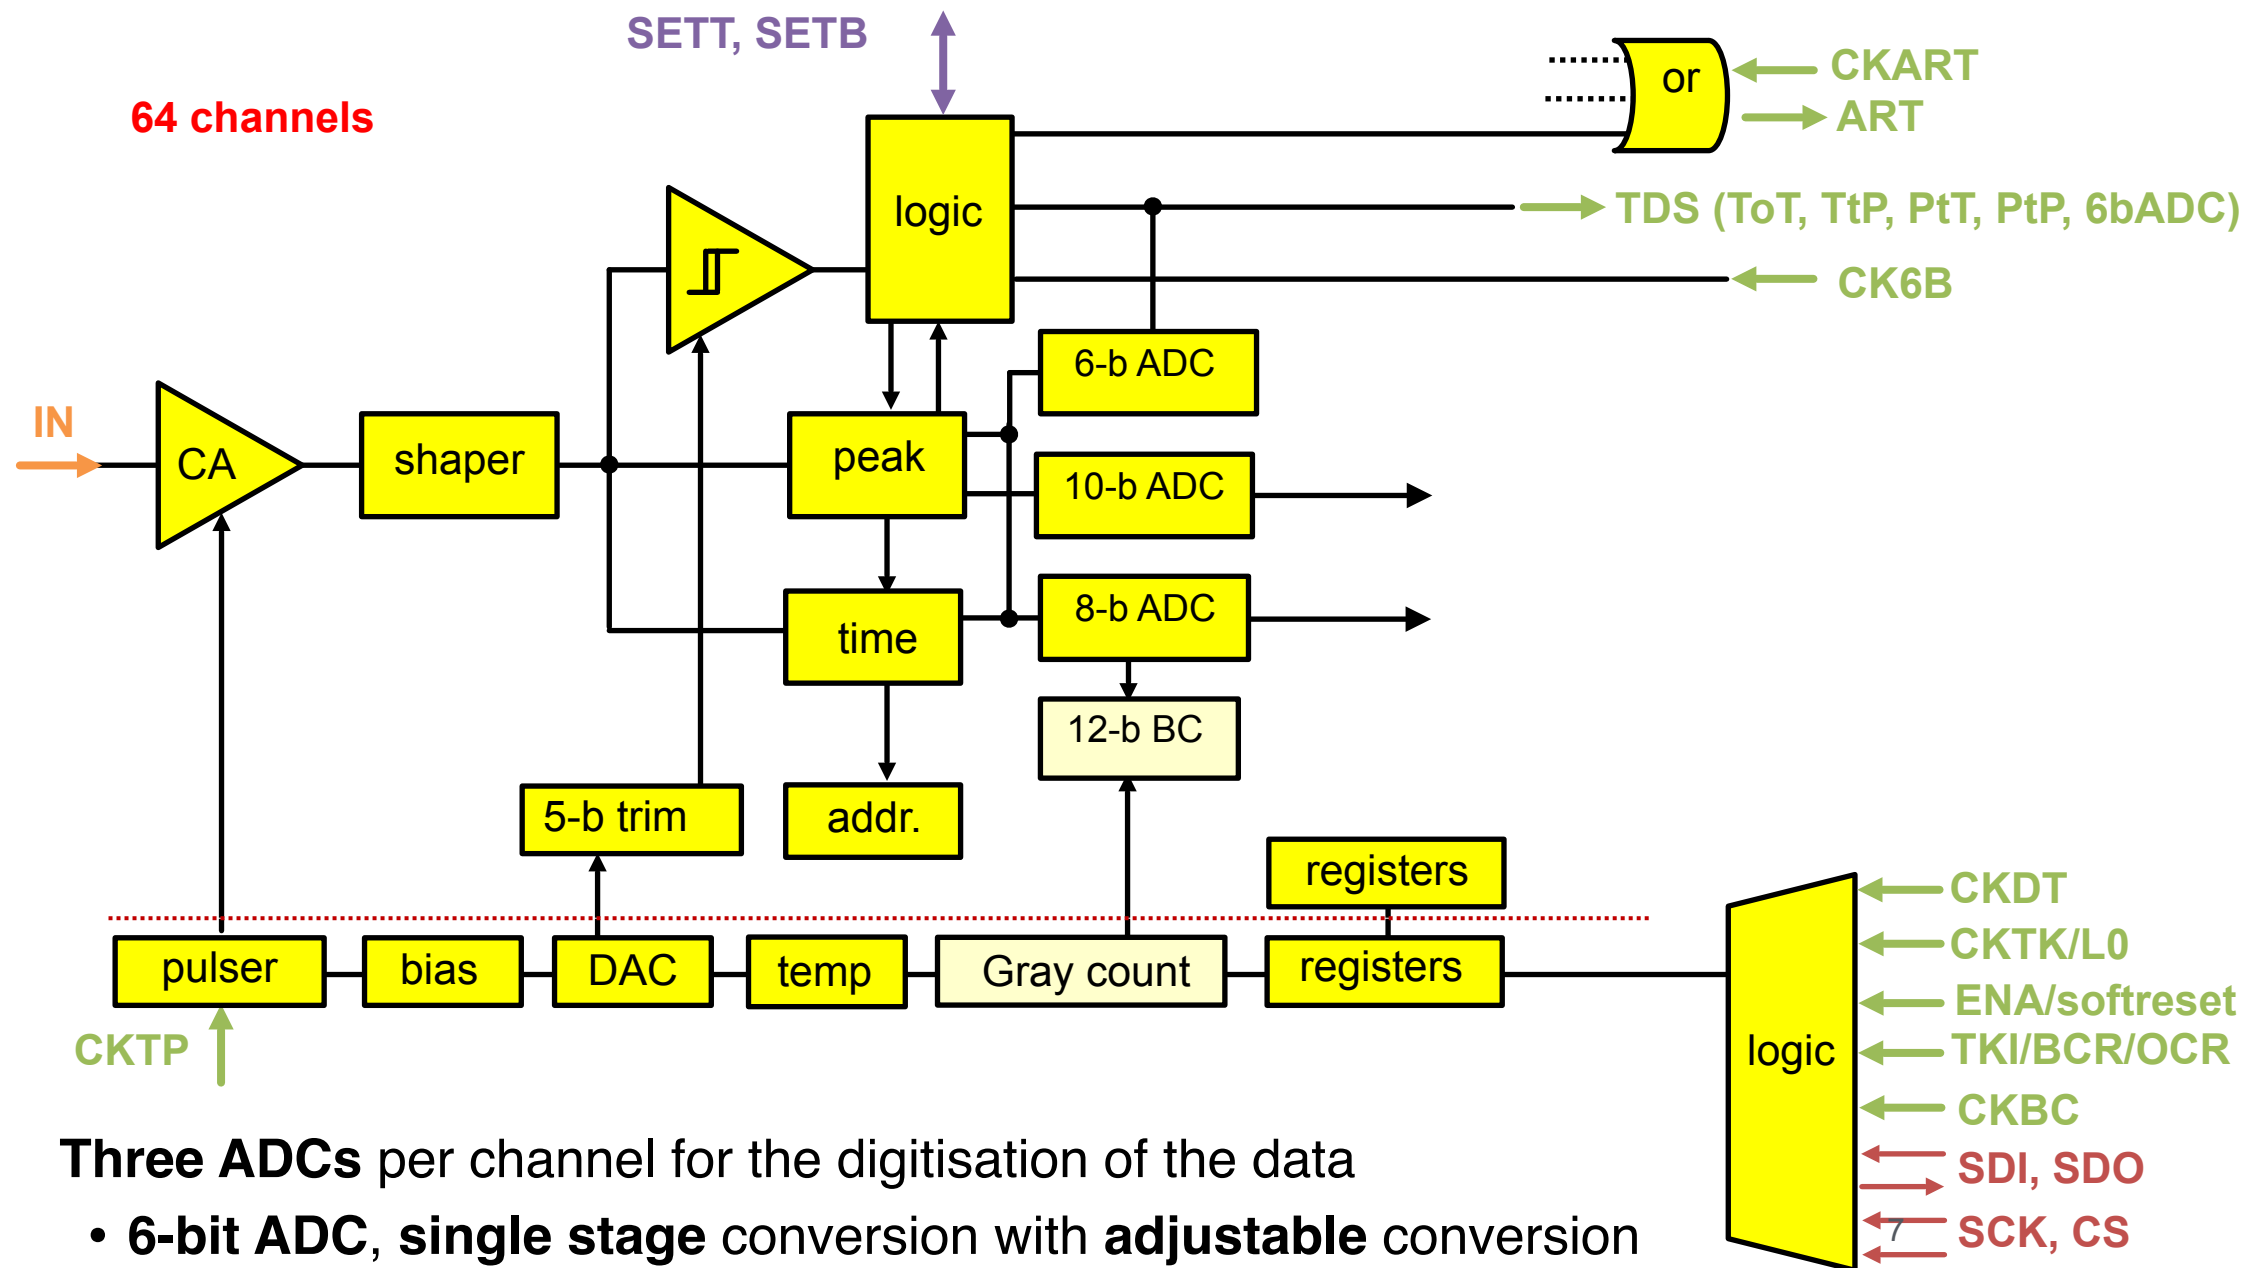 SETT, SETB
64 channels
or
CKART
ART
logic
TDS (ToT, TtP, PtT, PtP, 6bADC)
CK6B
6-b ADC
IN
CA
shaper
peak
10-b ADC
time
8-b ADC
12-b BC
5-b trim
addr.
registers
pulser
bias
DAC
temp
Gray count
registers
CKTP
logic
CKDT
CKTK/L0
ENA/softreset
TKI/BCR/OCR
CKBC
SDI, SDO
SCK, CS
7
Three ADCs per channel for the digitisation of the data
• 6-bit ADC, single stage conversion with adjustable conversion